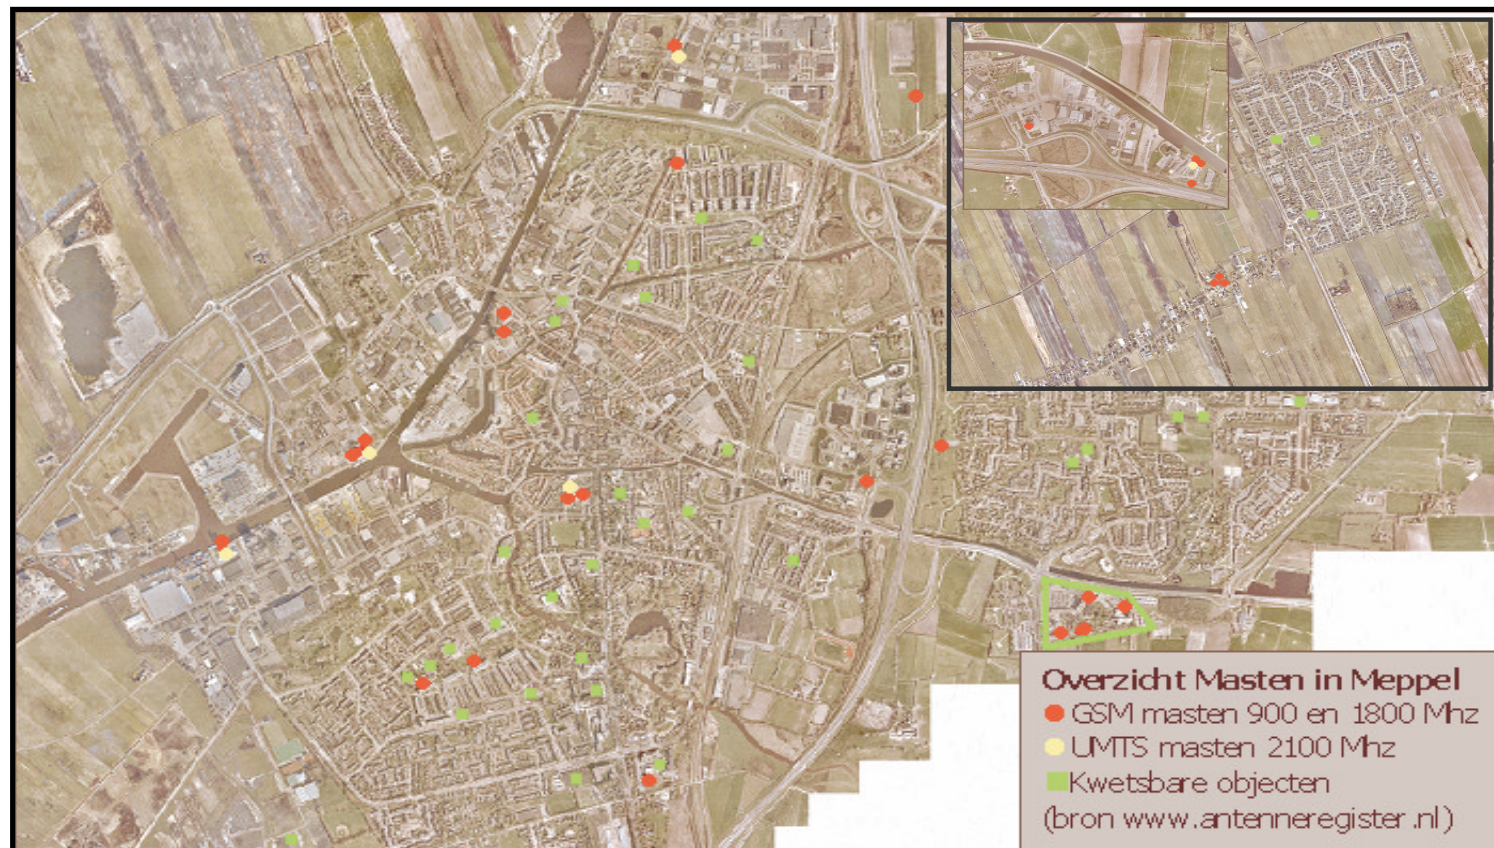 Overzicht Masten in Meppel
GSM masten 900 en 1800 Mhz
UMTS masten 2100 Mhz
Kwetsbare objecten
(bron www.antenneregister.nl)